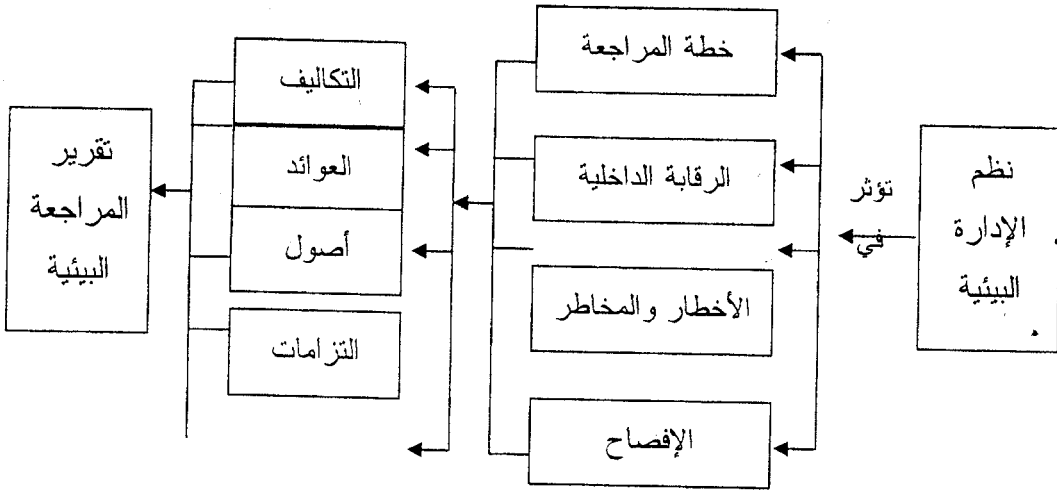 نظم
الإدارة
البيئية
تؤثر
في
خطة المراجعة
الرقابة الداخلية
الأخطار والمخاطر
الإفصاح
التكاليف
العوائد
أصول
التزامات
تقرير
المراجعة
البيئية